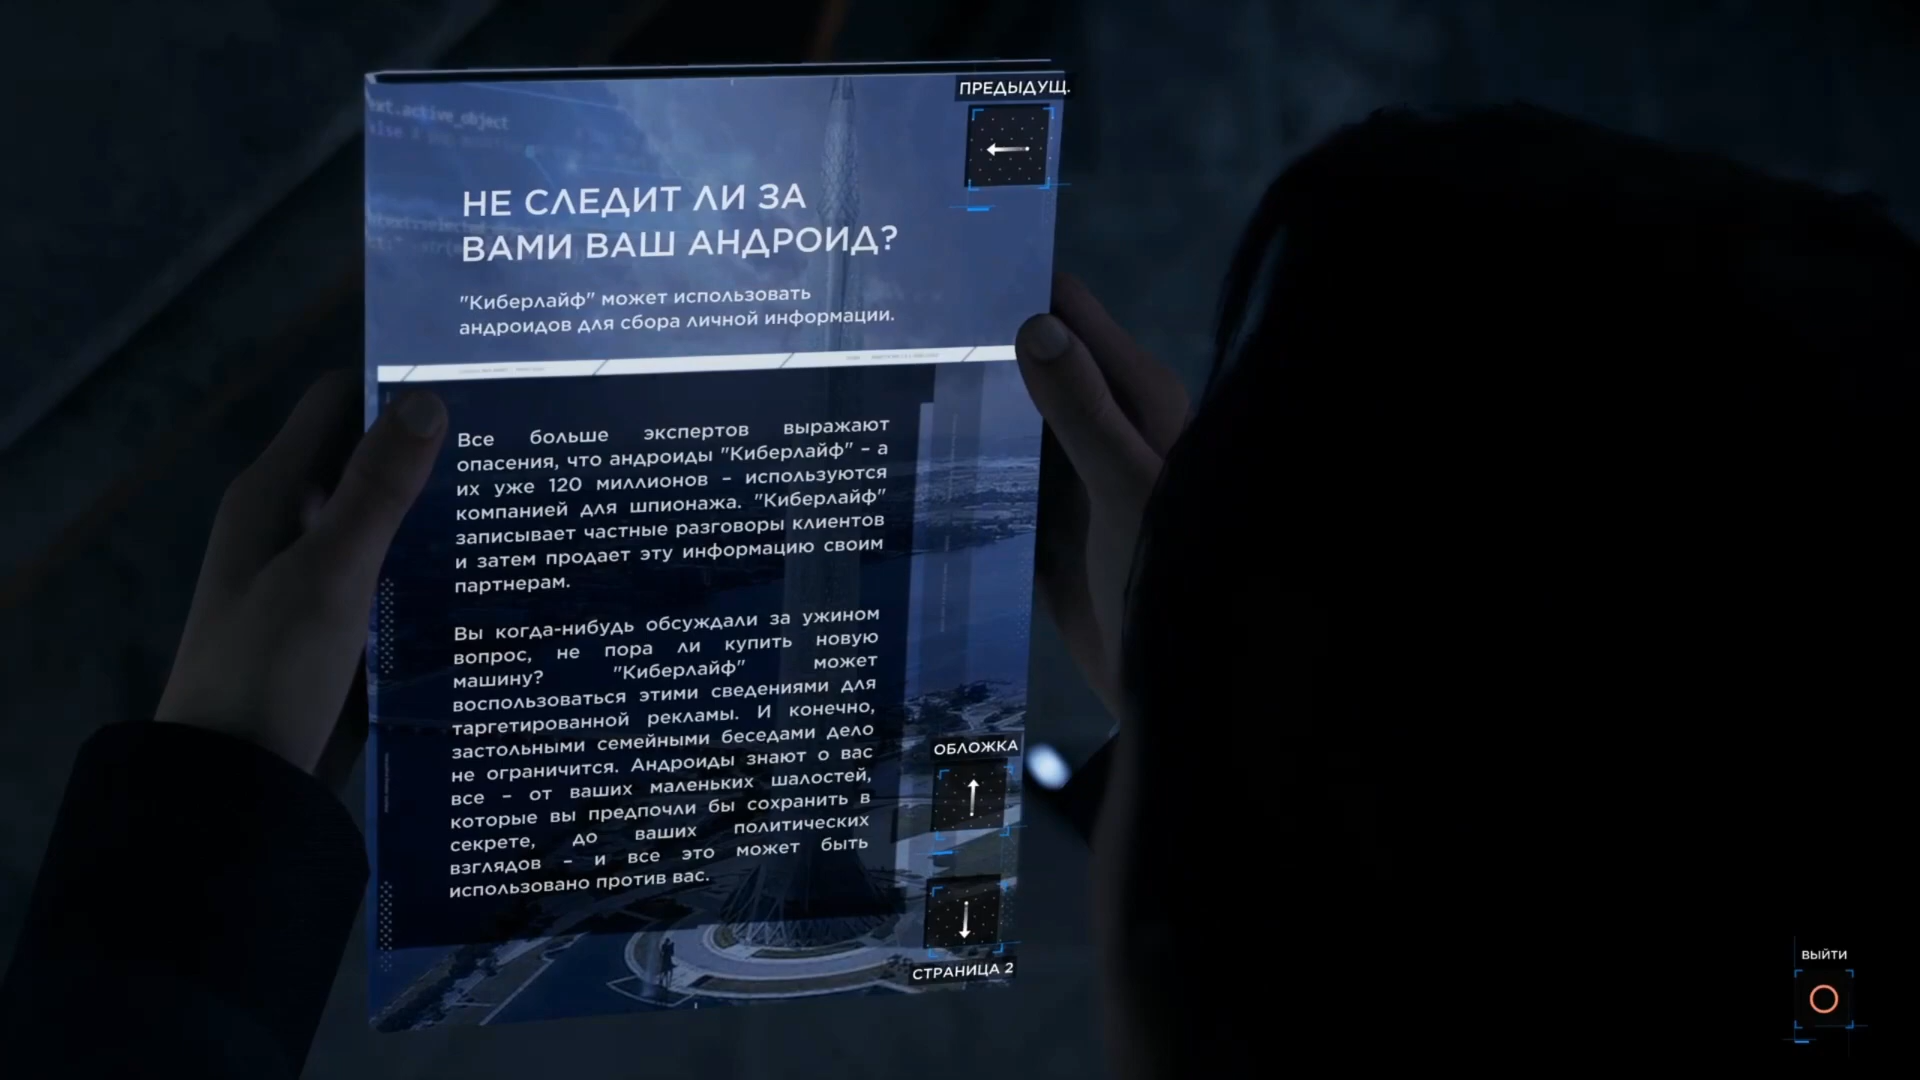 ext.active_object
ПРЕДЫДУЩ.
НЕ СЛЕДИТ ЛИ ЗА
ВАМИ ВАШ АНДРОИД?
"Киберлайф" может использовать
андроидов для сбора личной информации.
Все больше экспертов выражают
опасения, что андроиды "Киберлайф" – а
их уже 120 миллионов – используются
компанией для шпионажа. "Киберлайф"
записывает частные разговоры клиентов
и затем продает эту информацию своим
партнерам.
Вы когда-нибудь обсуждали за ужином
вопрос, не пора ли купить новую
машину? "Киберлайф" может
воспользоваться этими сведениями для
таргетированной рекламы. И конечно,
застольными семейными беседами дело
не ограничится. Андроиды знают о вас
все – от ваших маленьких шалостей,
которые вы предпочли бы сохранить в
секрете, до ваших политических
взглядов – и все это может быть
использовано против вас.
ОБЛОЖКА
СТРАНИЦА 2
ВЫЙТИ